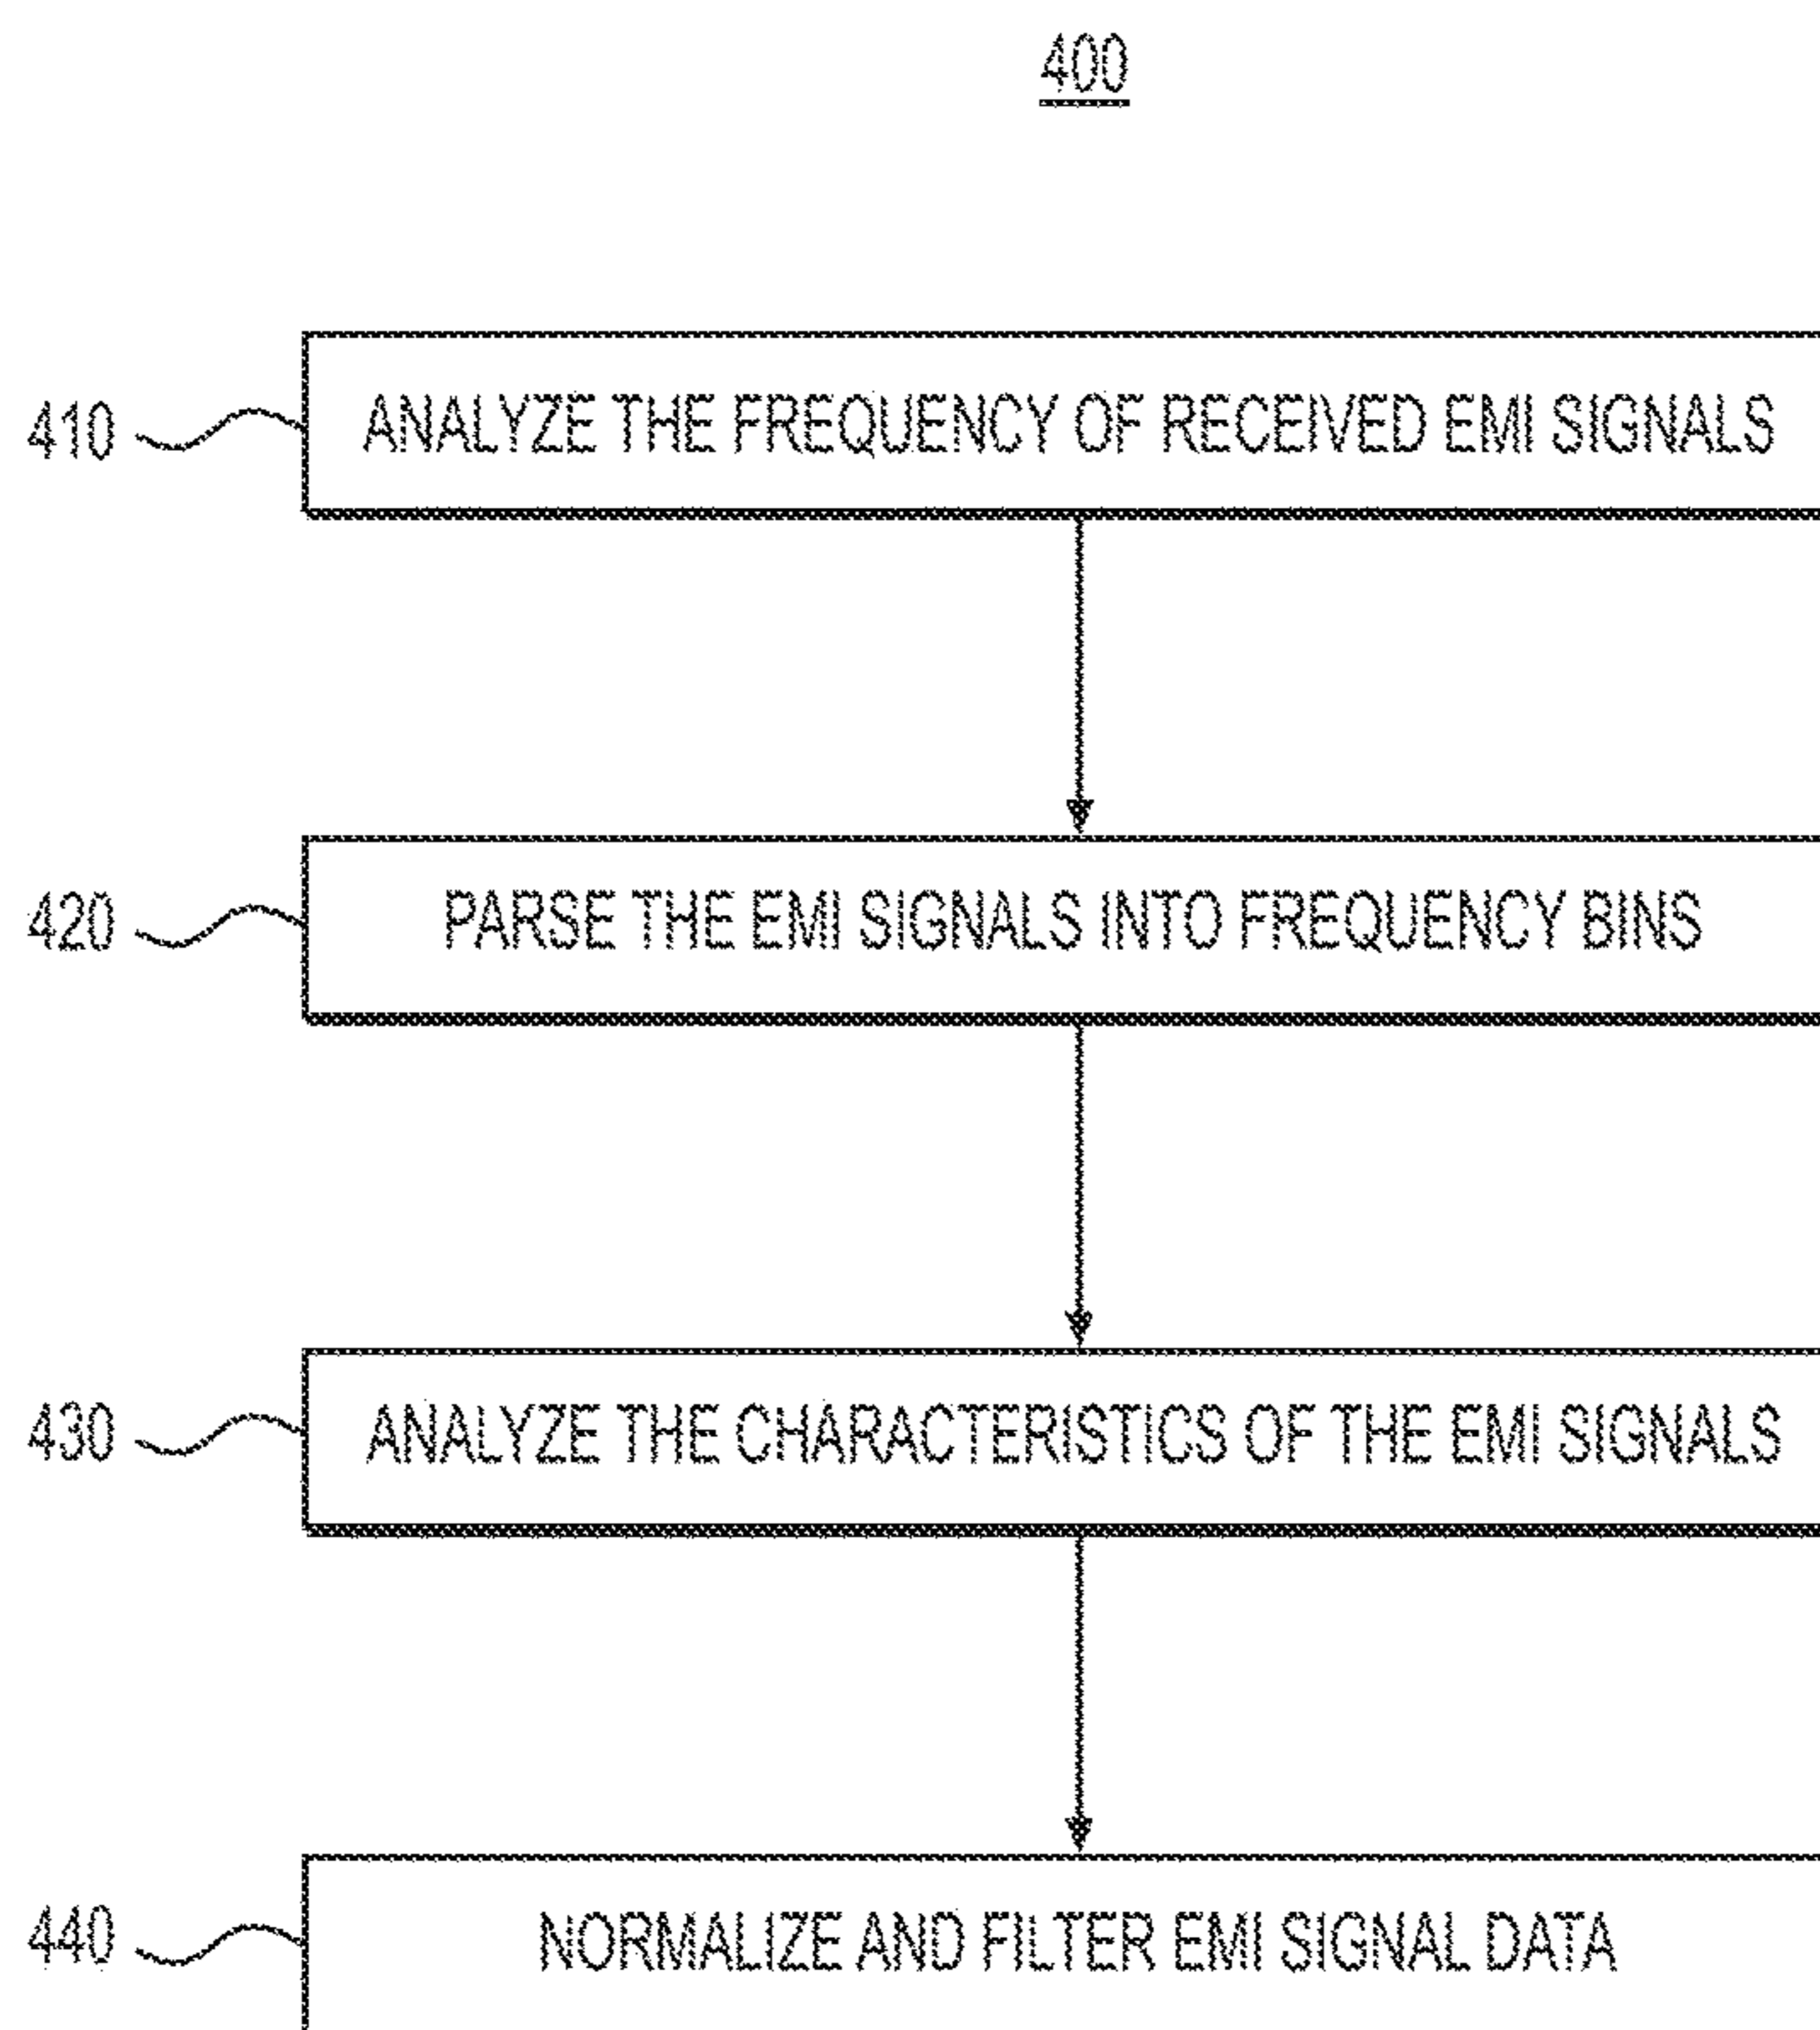 400
410 ANALYZE THE FREQUENCY OF RECEIVED EMI SIGNALS
420 PARSE THE EMI SIGNALS INTO FREQUENCY BINS
430 ANALYZE THE CHARACTERISTICS OF THE EMI SIGNALS
440 NORMALIZE AND FILTER EMI SIGNAL DATA